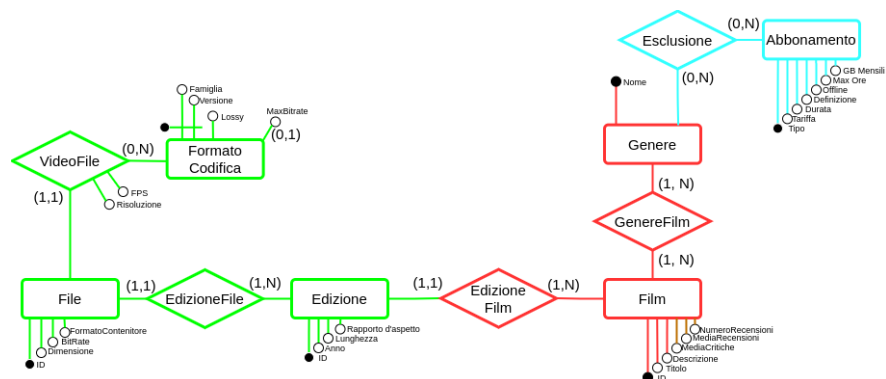 (0,N)
Esclusione
Abbonamento
(0,N)
GB Mensili
Max Ore
Offline
Definizione
Durata
Tariffa
Tipo
Nome
Famiglia
Versione
Lossy
MaxBitrate
(0,1)
VideoFile
(0,N)
Formato
Codifica
Genere
(1,1)
FPS
Risoluzione
(1, N)
GenereFilm
(1, N)
File
(1,1)
EdizioneFile
(1,N)
Edizione
(1,1)
Edizione
Film
(1,N)
Film
FormatoContenitore
BitRate
Dimensione
ID
Rapporto d'aspetto
Lunghezza
Anno
ID
NumeroRecensioni
MediaRecensioni
MediaCritiche
Descrizione
Titolo
ID